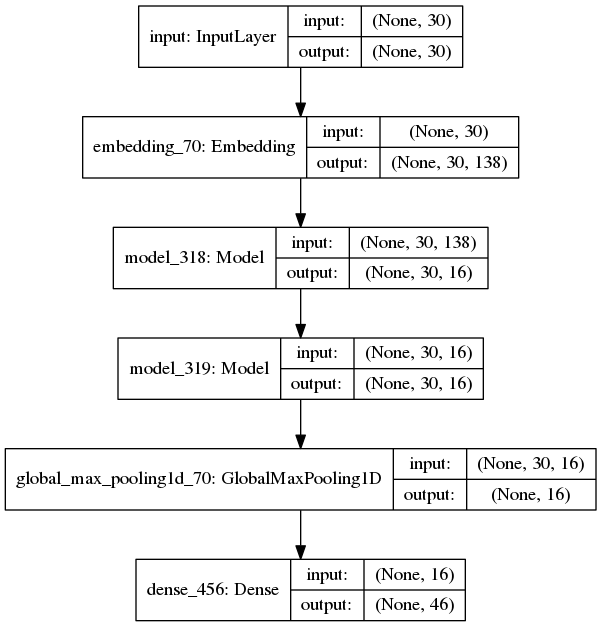 input: InputLayer
input: (None, 30)
output: (None, 30)
embedding_70: Embedding
input: (None, 30)
output: (None, 30, 138)
model_318: Model
input: (None, 30, 138)
output: (None, 30, 16)
model_319: Model
input: (None, 30, 16)
output: (None, 30, 16)
global_max_pooling1d_70: GlobalMaxPooling1D
input: (None, 30, 16)
output: (None, 16)
dense_456: Dense
input: (None, 16)
output: (None, 46)